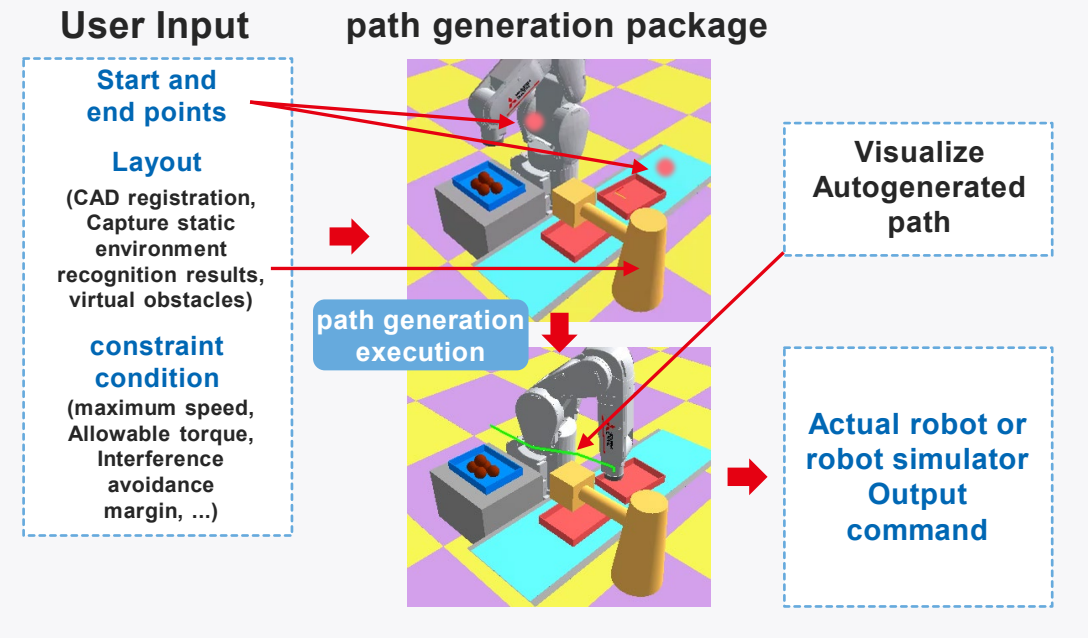 User Input
path generation package
Start and
end points
Layout
(CAD registration,
Capture static
environment
recognition results,
virtual obstacles)
constraint
condition
(maximum speed,
Allowable torque,
Interference
avoidance
margin, ...)
path generation
execution
Visualize
Autogenerated
path
Actual robot or
robot simulator
Output
command